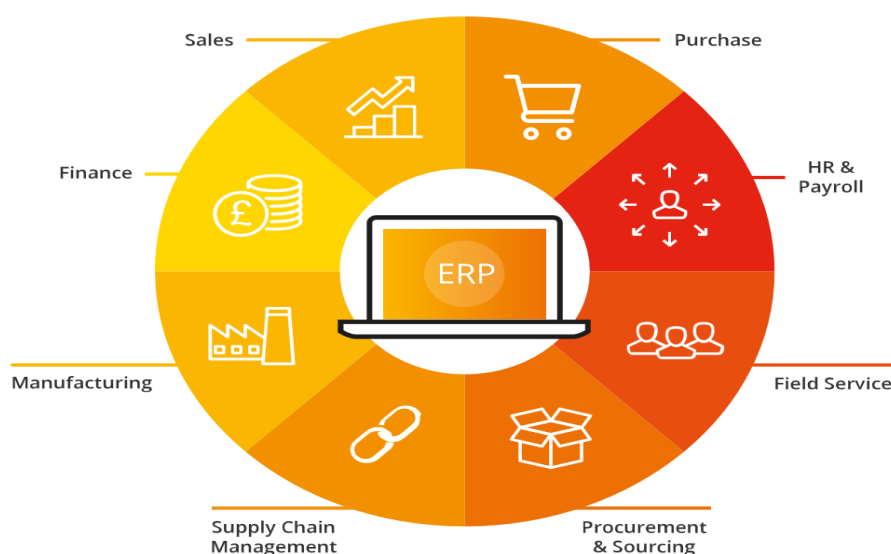 Sales
Purchase
Finance
HR &
Payroll
£
ERP
Manufacturing
Field Service
Supply Chain
Management
Procurement
& Sourcing